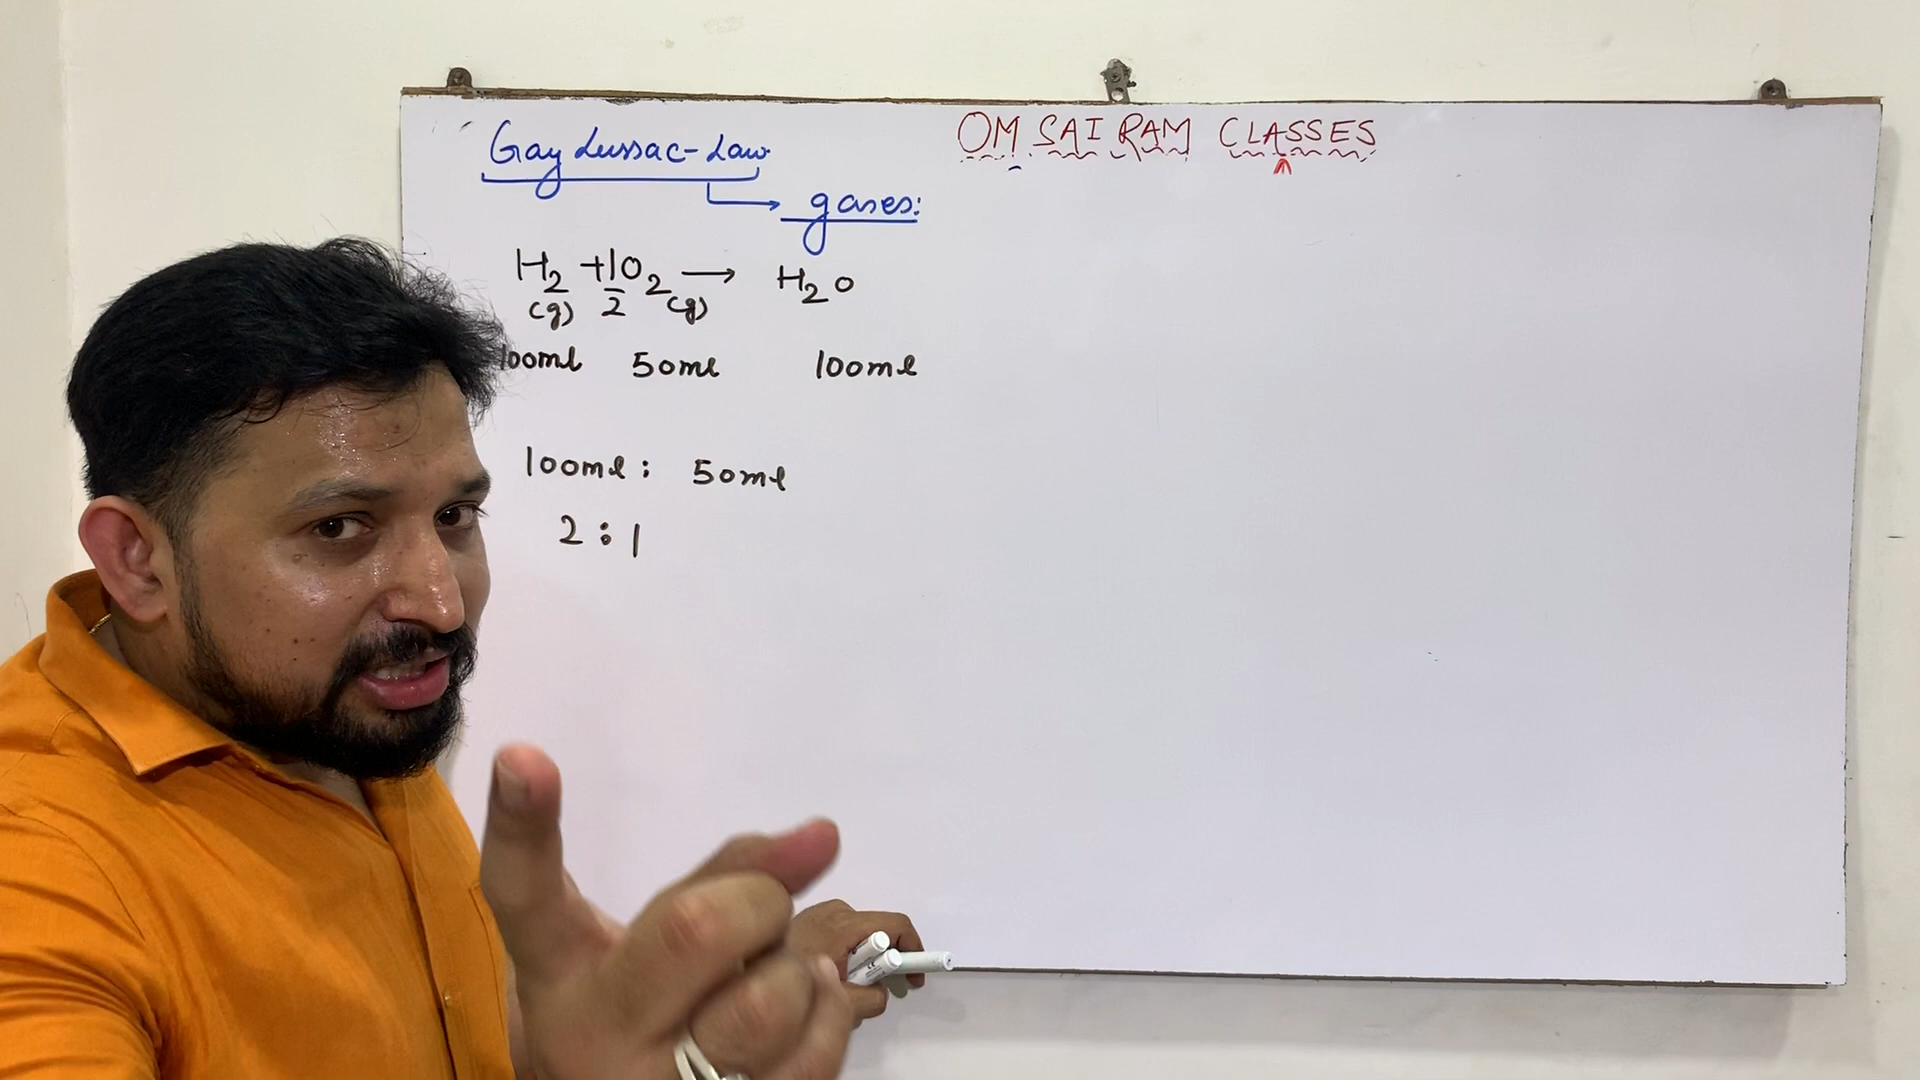 Gay Lussac-Law
OM SAI RAM CLASSES
gases:
H2 + 1/2 O2 → H2O
(g) (g)
100ml 50ml 100ml
100ml : 50ml
2 : 1